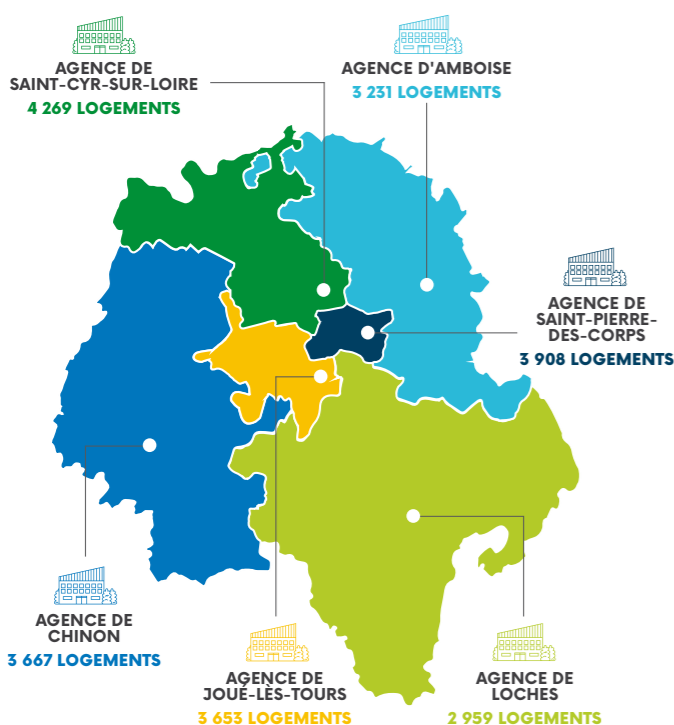 AGENCE DE
SAINT-CYR-SUR-LOIRE
4 269 LOGEMENTS
AGENCE D'AMBOISE
3 231 LOGEMENTS
AGENCE DE
SAINT-PIERRE-
DES-CORPS
3 908 LOGEMENTS
AGENCE DE
CHINON
3 667 LOGEMENTS
AGENCE DE
JOUÉ-LÈS-TOURS
3 653 LOGEMENTS
AGENCE DE
LOCHES
2 959 LOGEMENTS